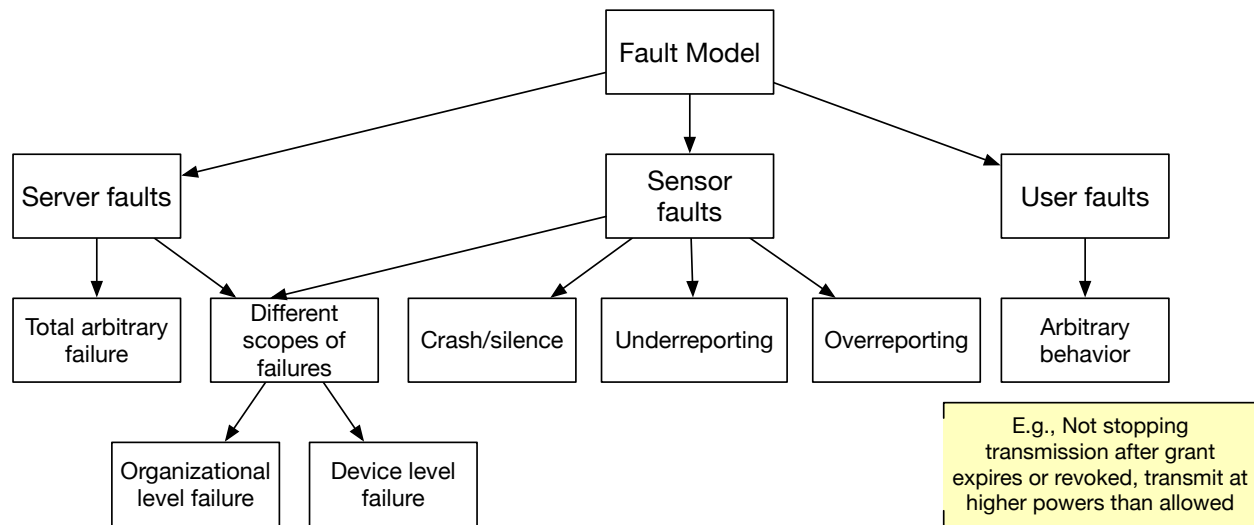 Fault Model
Server faults
Sensor
faults
User faults
Total arbitrary
failure
Different
scopes of
failures
Crash/silence
Underreporting
Overreporting
Arbitrary
behavior
Organizational
level failure
Device level
failure
E.g., Not stopping
transmission after grant
expires or revoked, transmit at
higher powers than allowed